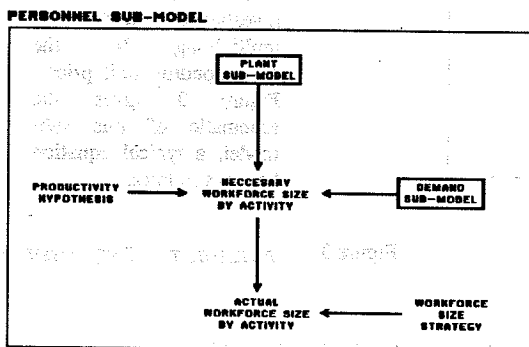 PERSONNEL SUB-MODEL
PLANT
SUB-MODEL
PRODUCTIVITY
HYPOTHESIS
NECCESARY
WORKFORCE SIZE
BY ACTIVITY
DEMAND
SUB-MODEL
ACTUAL
WORKFORCE SIZE
BY ACTIVITY
WORKFORCE
SIZE
STRATEGY